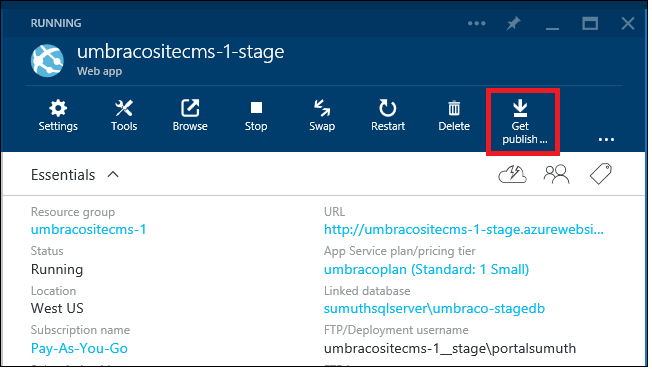 RUNNING
umbracositecms-1-stage
Web app
Settings Tools Browse Stop Swap Restart Delete Get publish ...
Essentials
Resource group URL
umbracositecms-1 http://umbracositecms-1-stage.azurewebsi...
Status App Service plan/pricing tier
Running umbracoplan (Standard: 1 Small)
Location Linked database
West US sumuthsqlserver\umbraco-stagedb
Subscription name FTP/Deployment username
Pay-As-You-Go umbracositecms-1__stage\portalsumuth